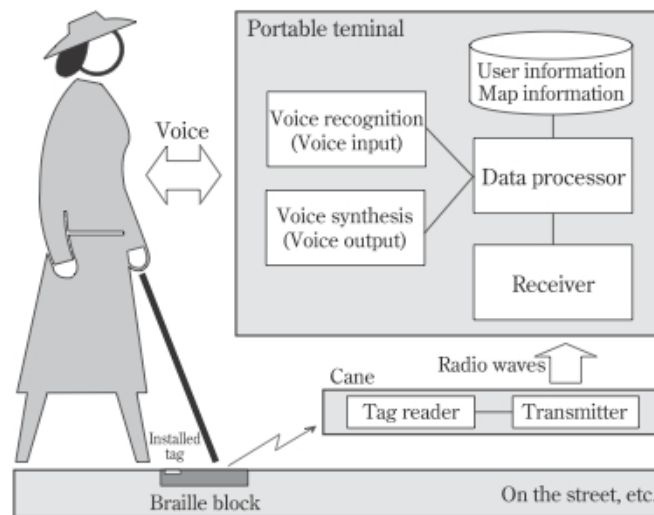 Portable teminal
User information
Map information
Voice
Voice recognition
(Voice input)
Data processor
Voice synthesis
(Voice output)
Receiver
Radio waves
Cane
Tag reader
Transmitter
Installed
tag
Braille block
On the street, etc.